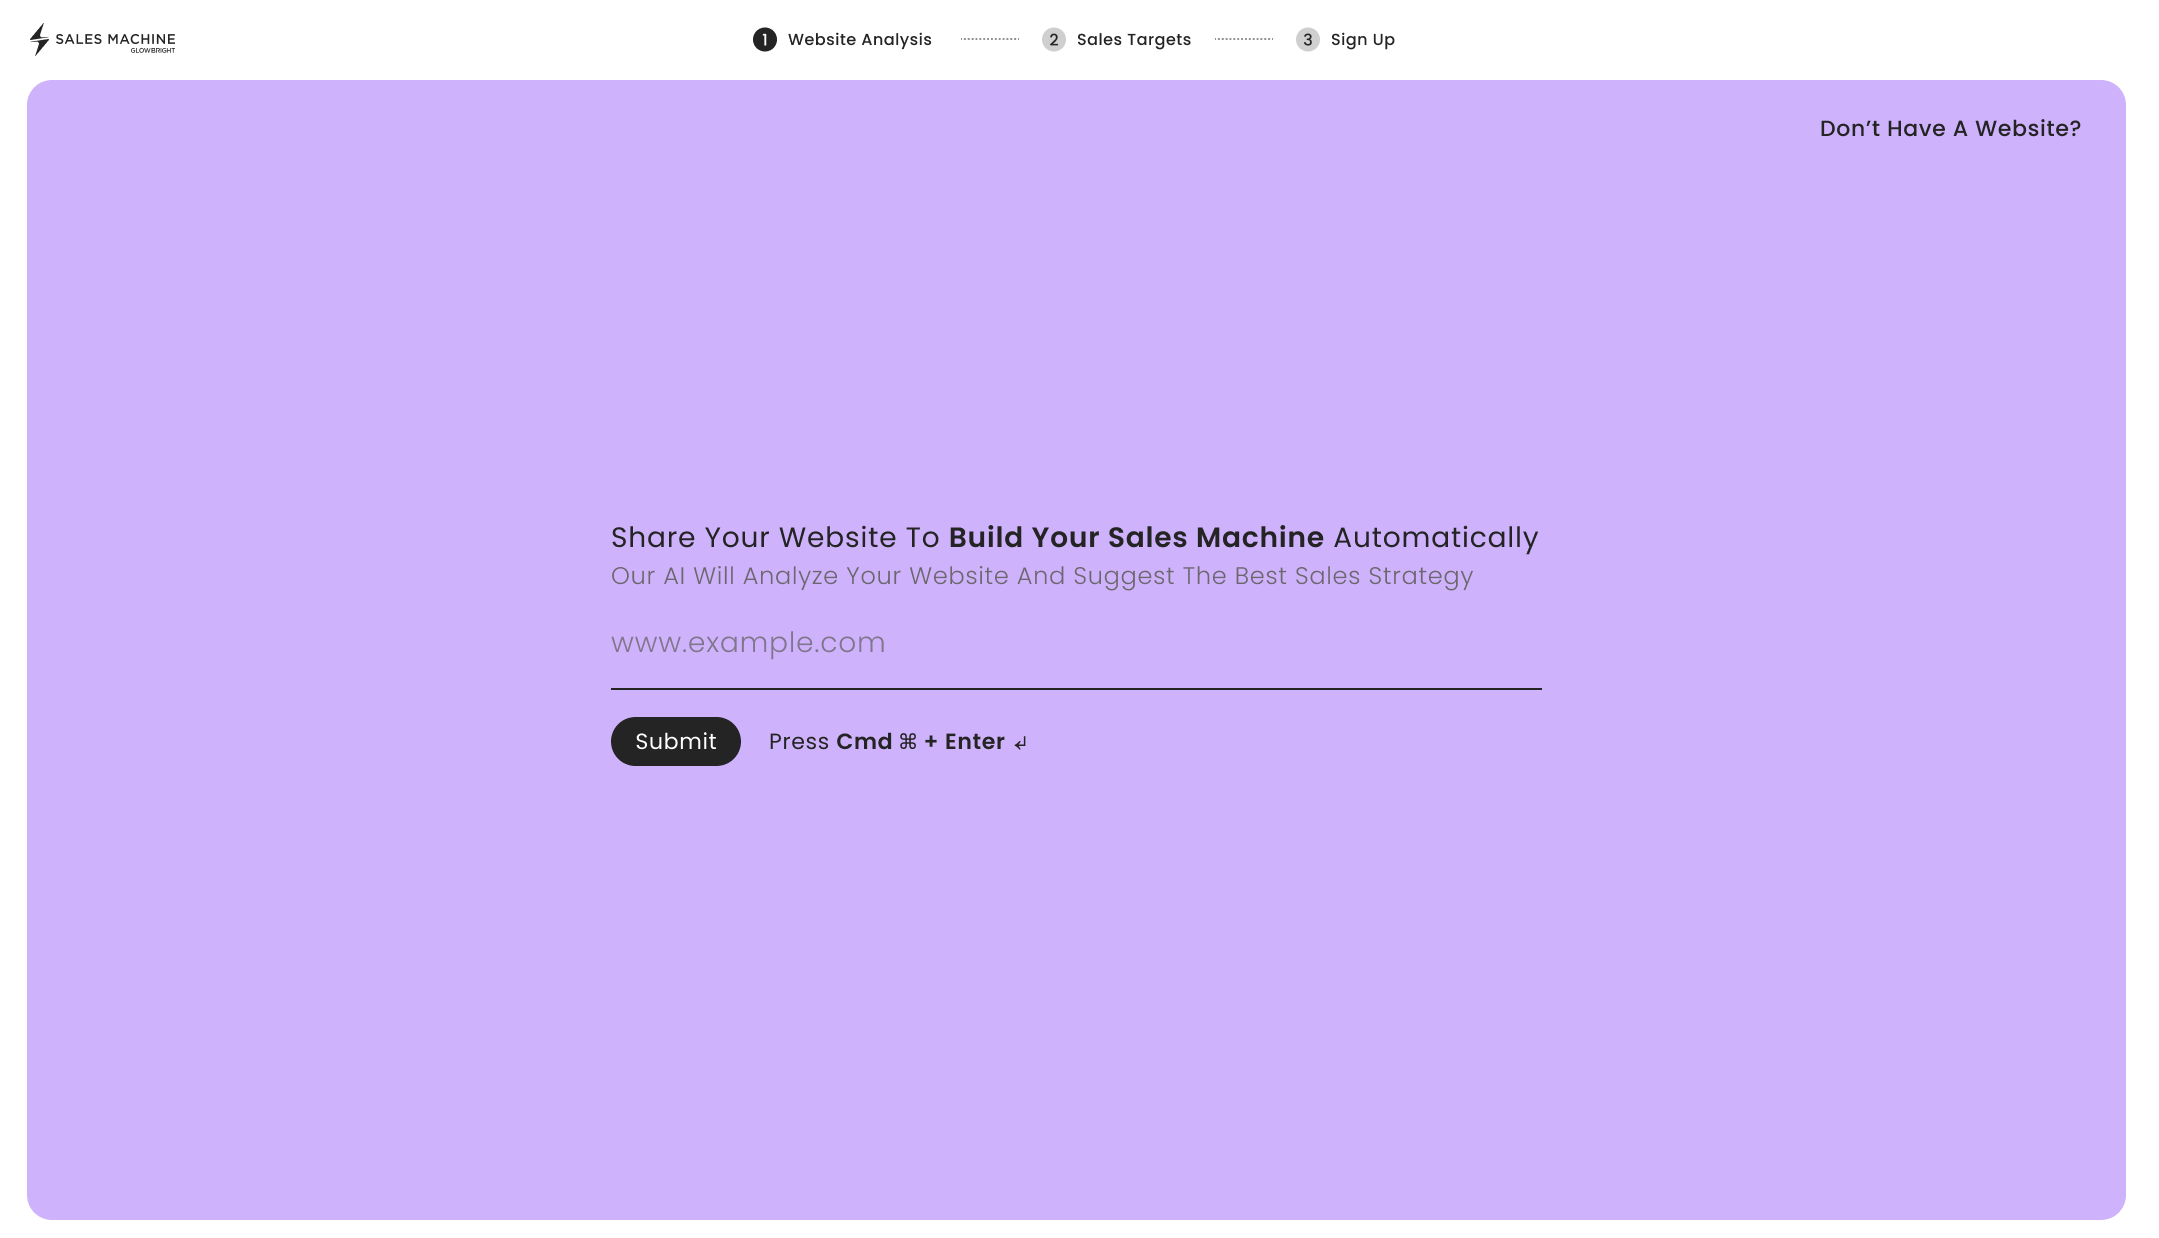 SALES MACHINE
GLOWBRIGHT
1 Website Analysis
2 Sales Targets
3 Sign Up
Don’t Have A Website?
Share Your Website To Build Your Sales Machine Automatically
Our AI Will Analyze Your Website And Suggest The Best Sales Strategy
www.example.com
Submit
Press Cmd ⌘ + Enter ↲